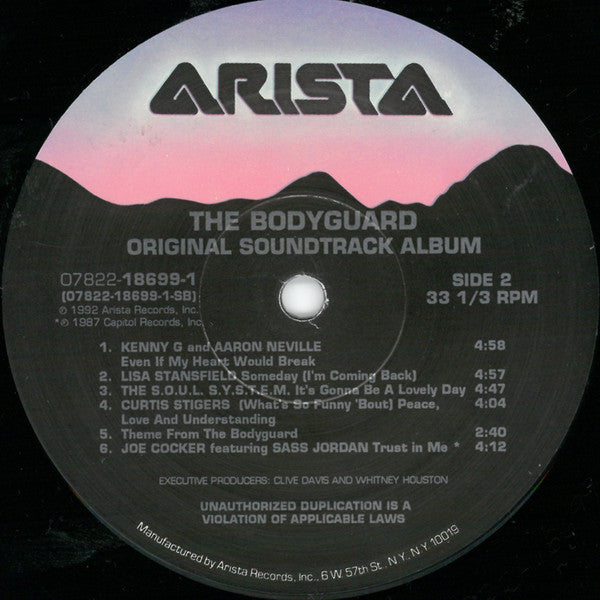 ARISTA
THE BODYGUARD
ORIGINAL SOUNDTRACK ALBUM
07822-18699-1
(07822-18699-1-SB)
℗ 1992 Arista Records, Inc.
*℗ 1987 Capitol Records, Inc.
SIDE 2
33 1/3 RPM
1. KENNY G and AARON NEVILLE 4:58
Even If My Heart Would Break
2. LISA STANSFIELD Someday (I'm Coming Back) 4:57
3. THE S.O.U.L. S.Y.S.T.E.M. It's Gonna Be A Lovely Day 4:47
4. CURTIS STIGERS (What's So Funny 'Bout) Peace, 4:04
Love And Understanding
5. Theme From The Bodyguard 2:40
6. JOE COCKER featuring SASS JORDAN Trust in Me * 4:12
EXECUTIVE PRODUCERS: CLIVE DAVIS AND WHITNEY HOUSTON
UNAUTHORIZED DUPLICATION IS A
VIOLATION OF APPLICABLE LAWS
Manufactured by Arista Records, Inc., 6 W 57th St., N.Y., N.Y. 10019